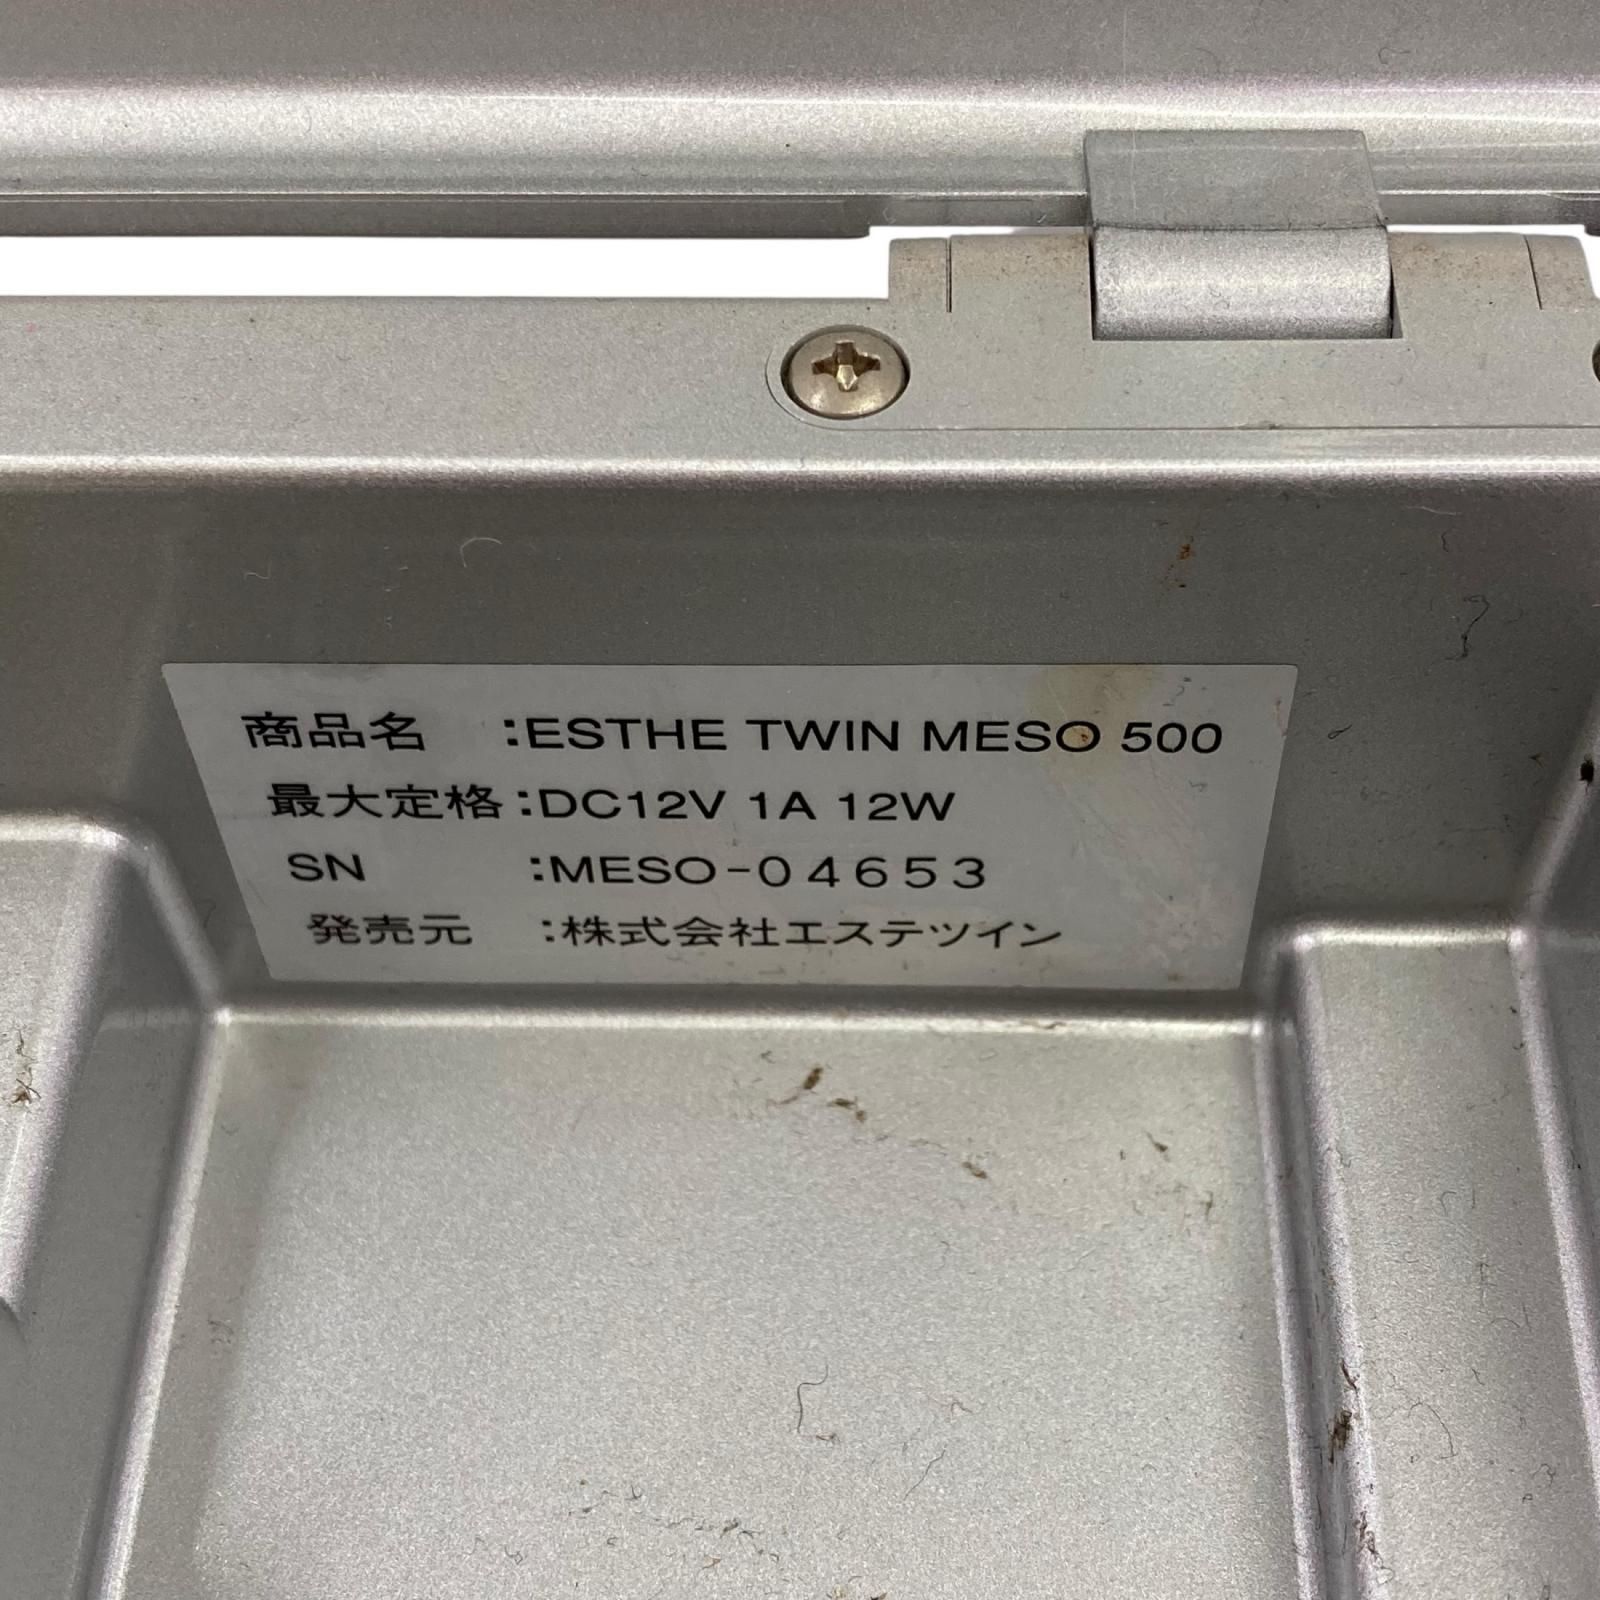 商品名 :ESTHE TWIN MESO 500
最大定格:DC12V 1A 12W
SN :MESO-04653
発売元 :株式会社エステツイン